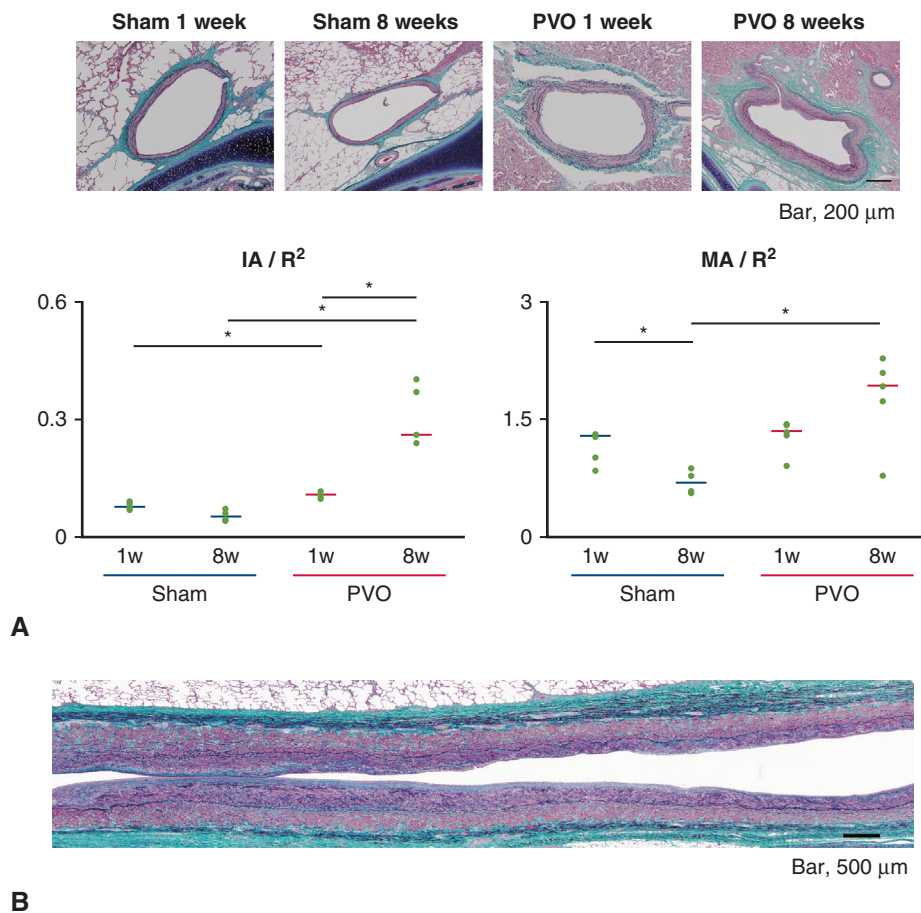 Sham 1 week Sham 8 weeks PVO 1 week PVO 8 weeks
Bar, 200 μm
IA / R² MA / R²
0.6
0.3
0
* * *
1w 8w 1w 8w
Sham PVO
3
1.5
0
* *
1w 8w 1w 8w
Sham PVO
A
Bar, 500 μm
B